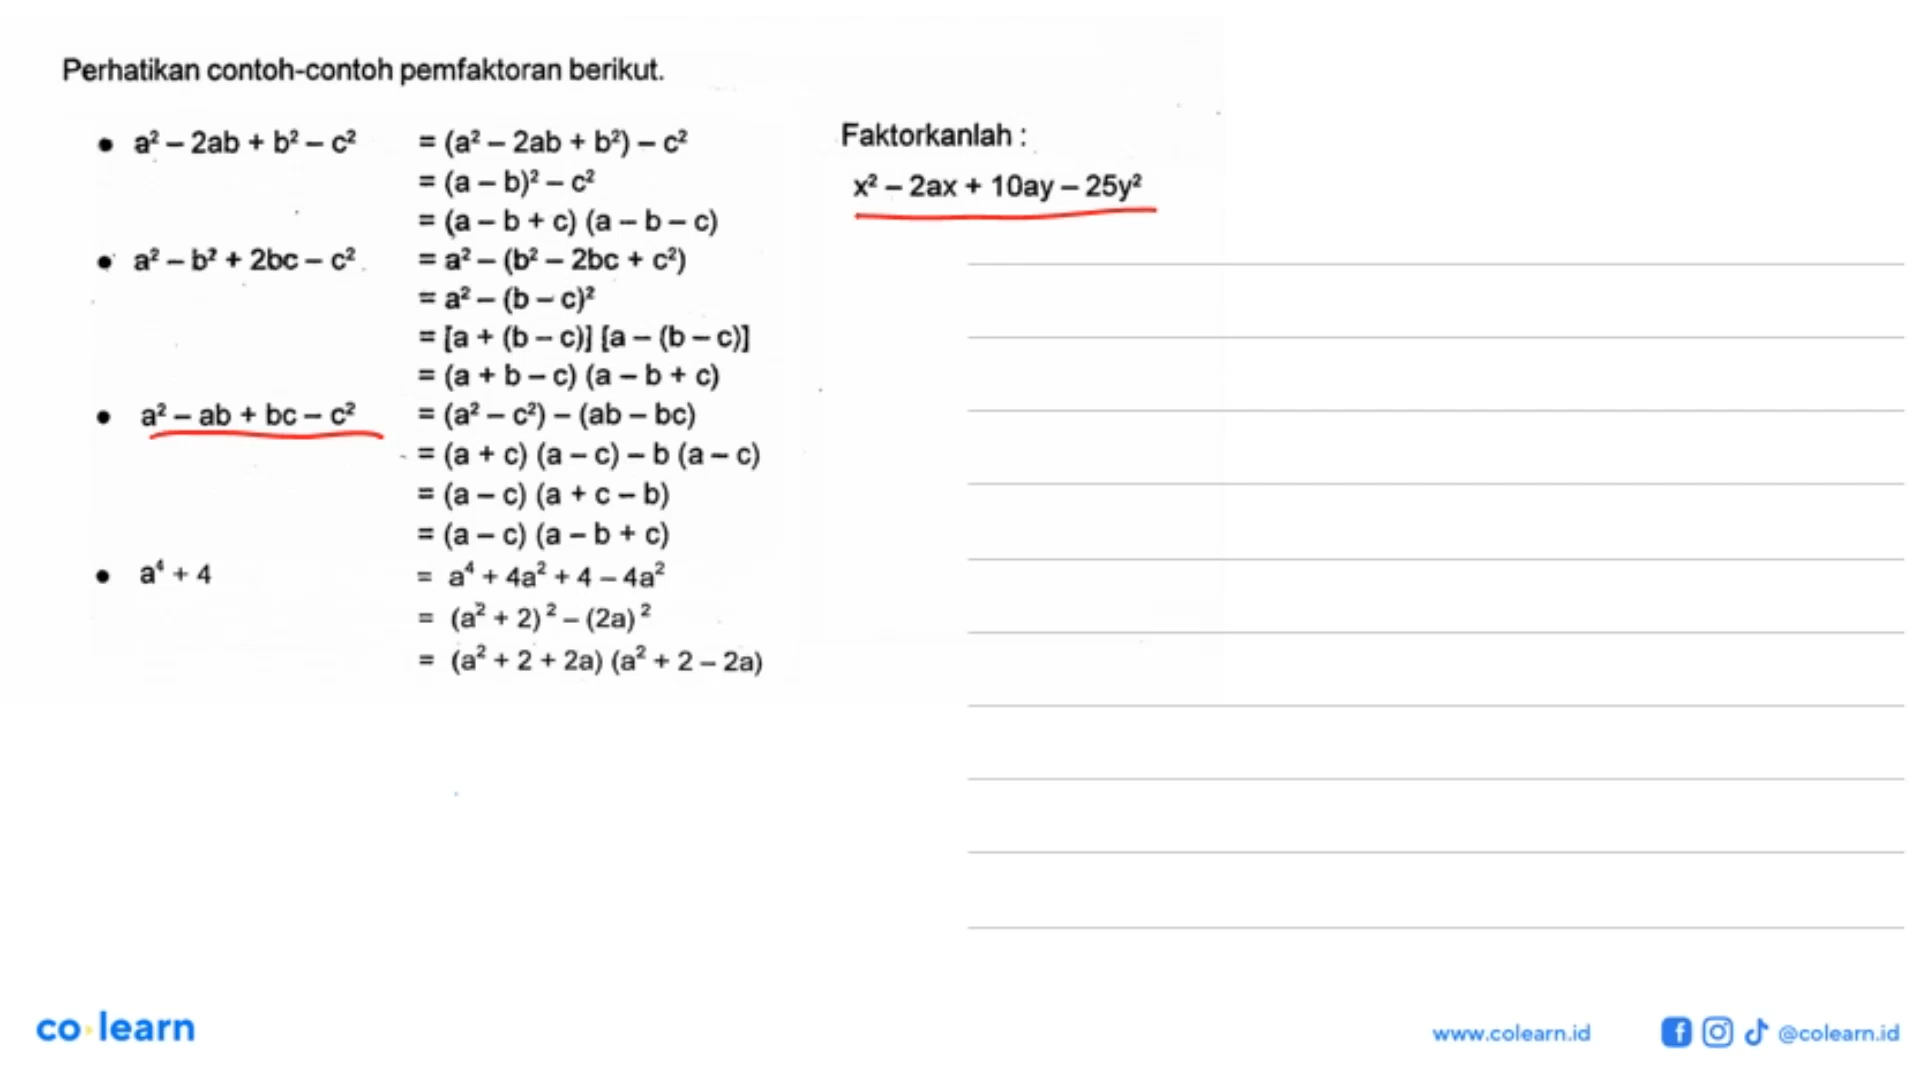 Perhatikan contoh-contoh pemfaktoran berikut.
• a² – 2ab + b² – c² = (a² – 2ab + b²) – c²
= (a – b)² – c²
= (a – b + c) (a – b – c)
• a² – b² + 2bc – c² = a² – (b² – 2bc + c²)
= a² – (b – c)²
= [a + (b – c)] [a – (b – c)]
= (a + b – c) (a – b + c)
• a² – ab + bc – c² = (a² – c²) – (ab – bc)
= (a + c) (a – c) – b (a – c)
= (a – c) (a + c – b)
= (a – c) (a – b + c)
• a⁴ + 4 = a⁴ + 4a² + 4 – 4a²
= (a² + 2)² – (2a)²
= (a² + 2 + 2a) (a² + 2 – 2a)
Faktorkanlah :
x² – 2ax + 10ay – 25y²
co learn
www.colearn.id
@colearn.id